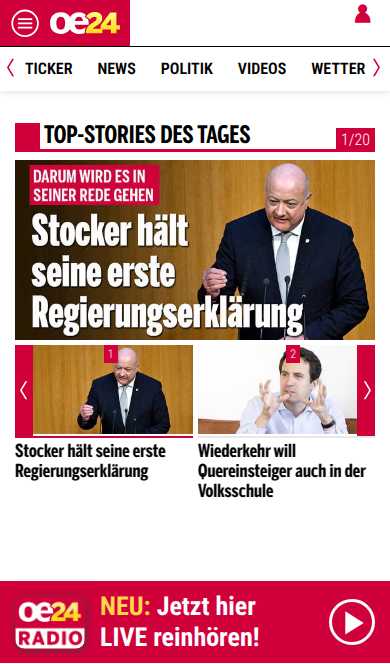 oe24
TICKER NEWS POLITIK VIDEOS WETTER
TOP-STORIES DES TAGES
1/20
DARUM WIRD ES IN
SEINER REDE GEHEN
Stocker hält
seine erste
Regierungserklärung
1
2
Stocker hält seine erste
Regierungserklärung
Wiederkehr will
Quereinsteiger auch in der
Volksschule
oe24
RADIO
NEU: Jetzt hier
LIVE reinhören!